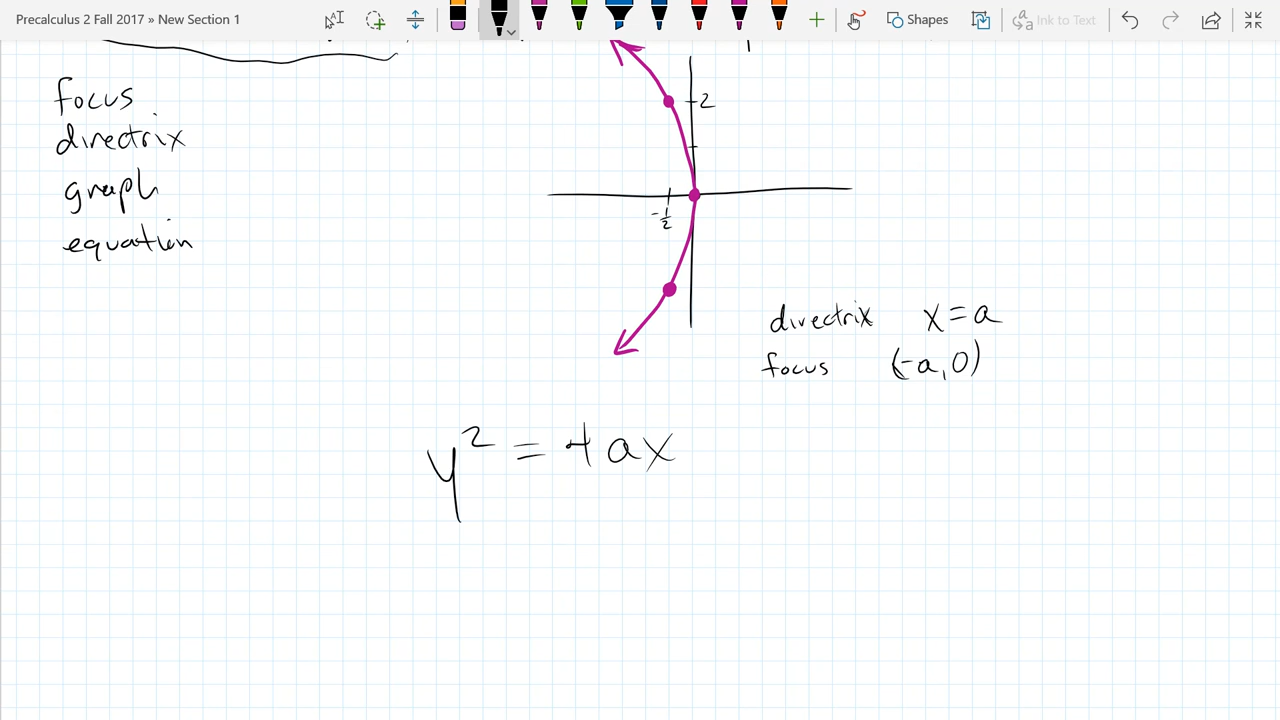 Precalculus 2 Fall 2017 » New Section 1
Shapes
Ink to Text
focus
directrix
graph
equation
2
-1/2
directrix x=a
focus (-a,0)
y² = 4ax